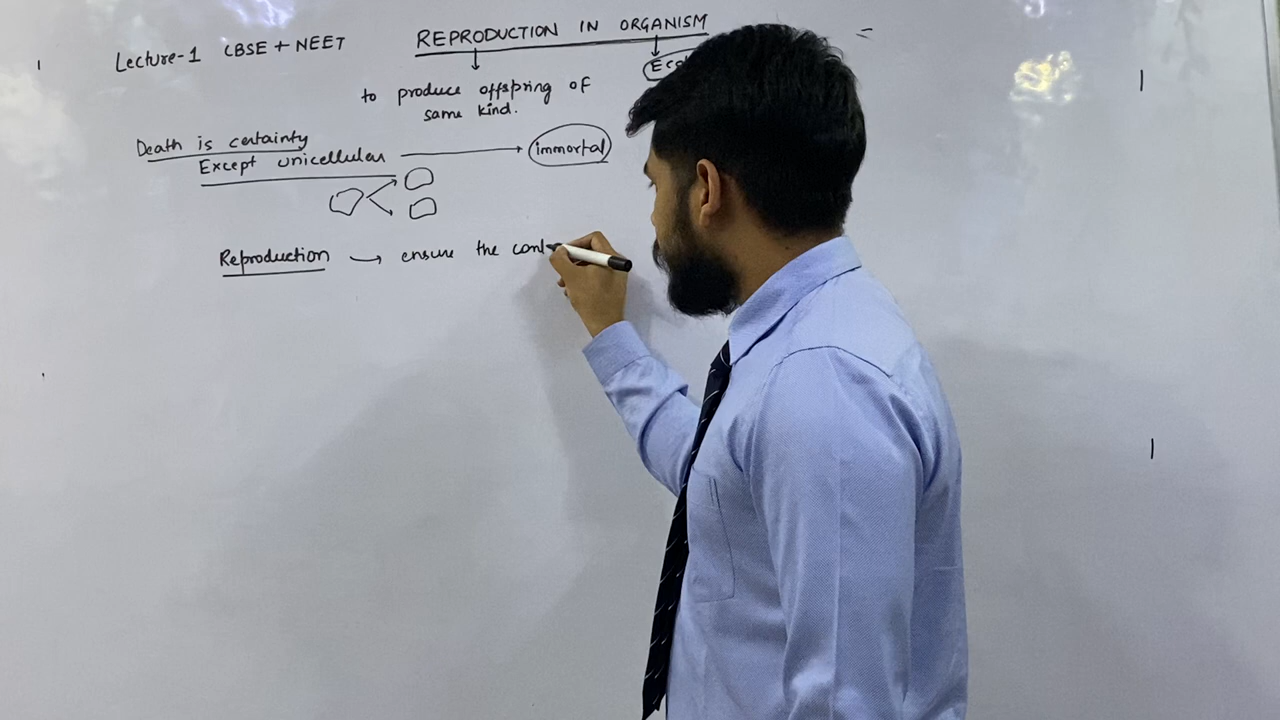 Lecture-1 CBSE + NEET
REPRODUCTION IN ORGANISM
to produce offspring of
same kind.
Death is certainty
Except unicellular
immortal
Reproduction → ensure the